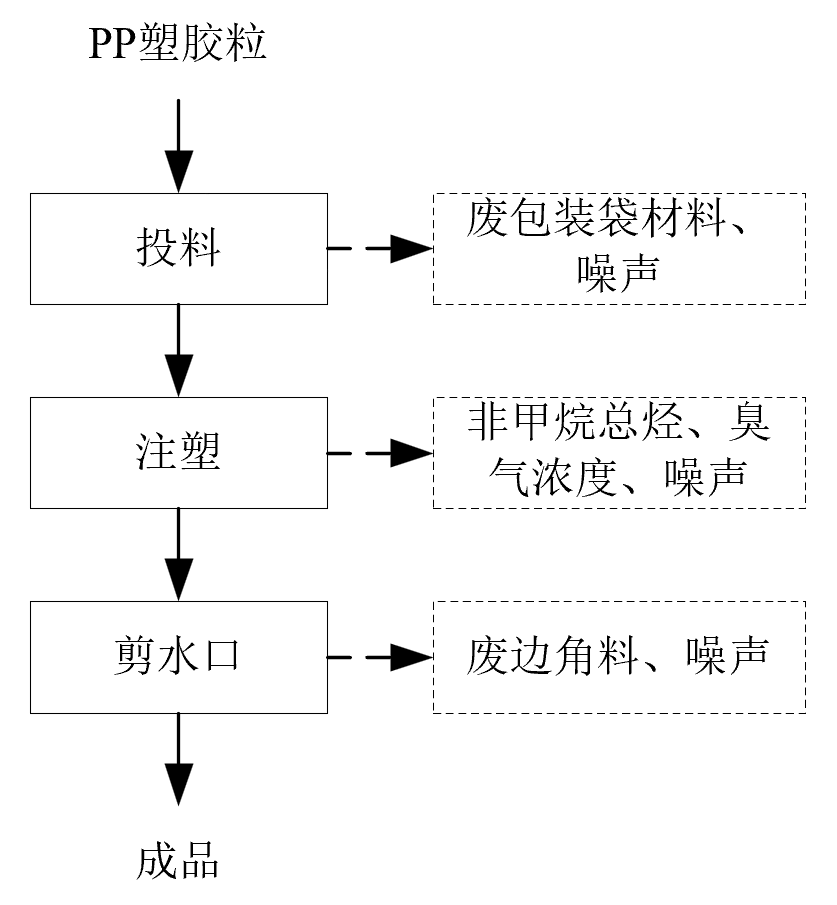 PP塑胶粒
投料
废包装袋材料、
噪声
注塑
非甲烷总烃、臭
气浓度、噪声
剪水口
废边角料、噪声
成品